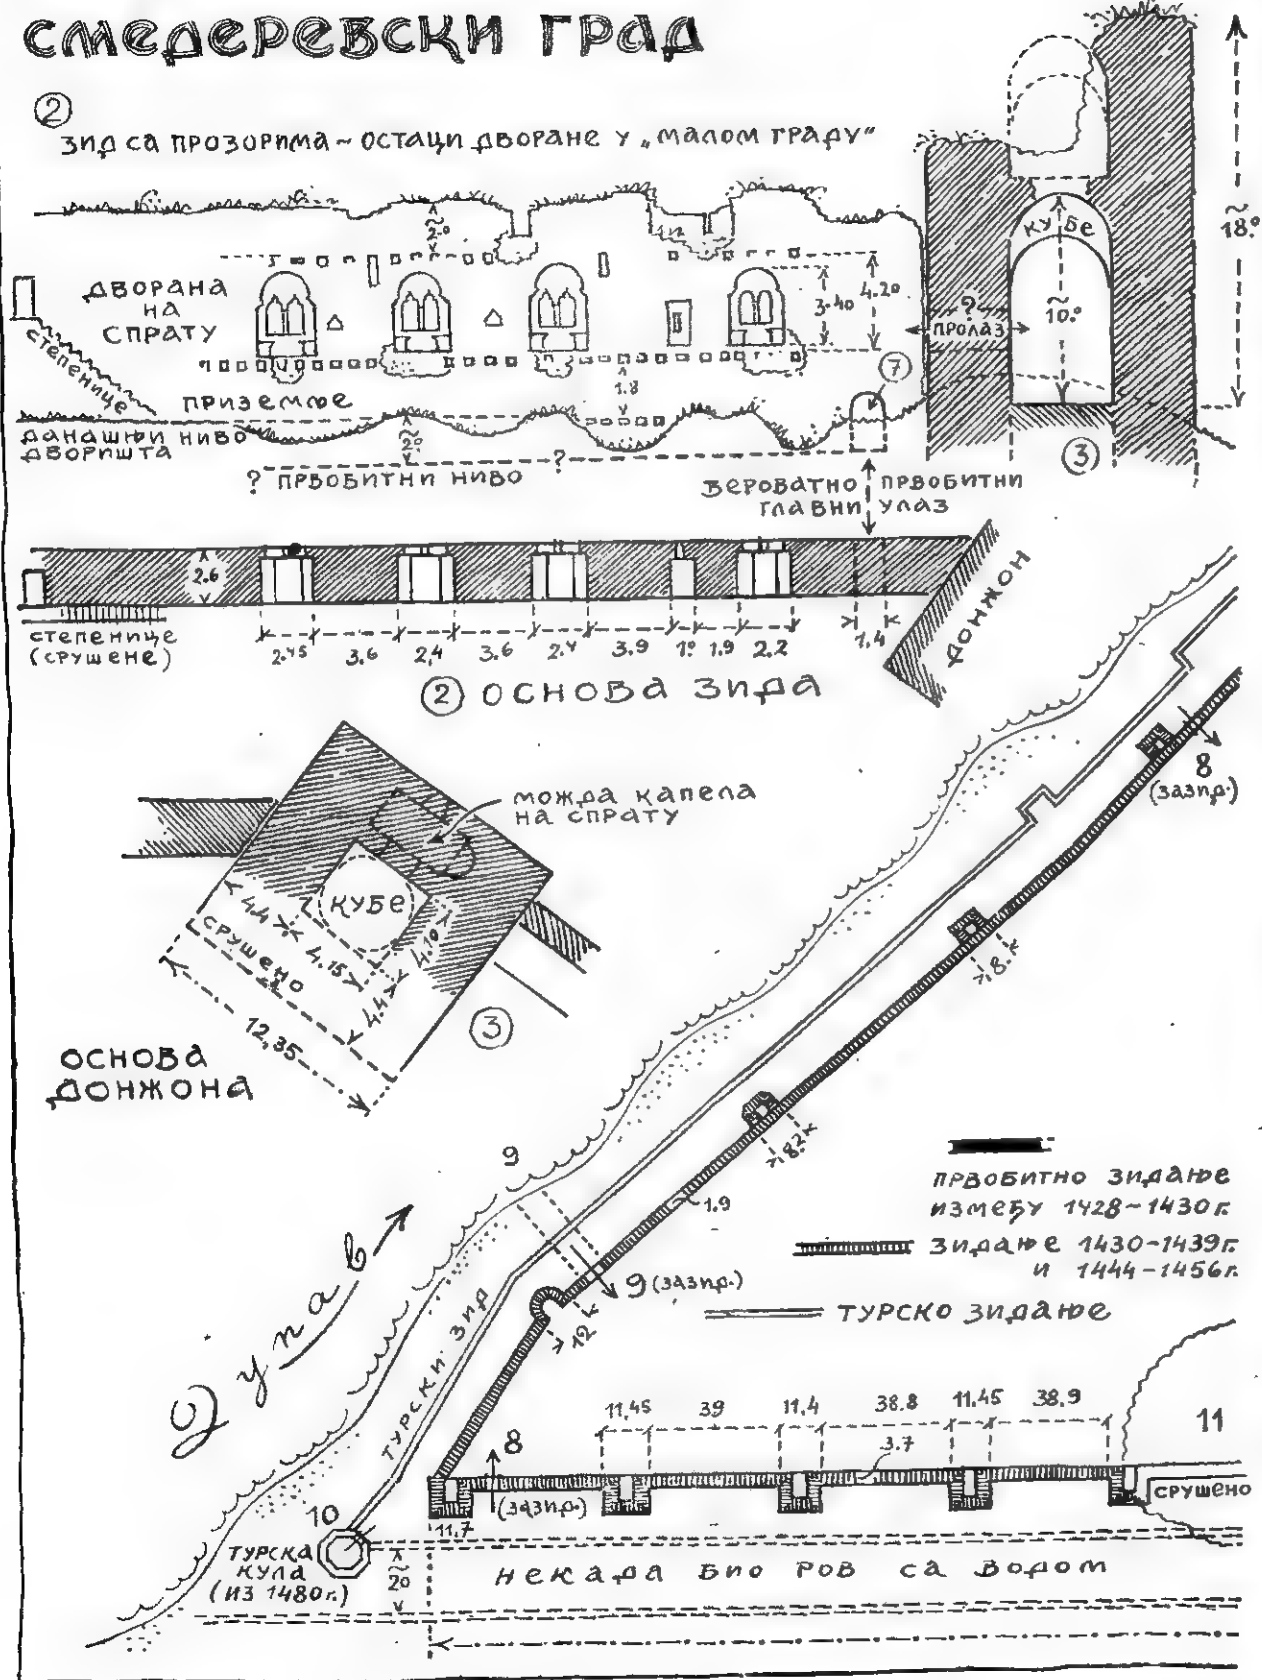 СМЕДЕРЕВСКИ ГРАД
2
ЗИД СА ПРОЗОРИМА ~ ОСТАЦИ ДВОРАНЕ У „МАЛОМ ГРАДУ”
~2.0
ДВОРАНА
НА
СПРАТУ
СТЕПЕНИЦЕ
3.40
4.20
1.8
7
ПРИЗЕМЉЕ
ДАНАШЊИ НИВО
ДВОРИШТА
~2.0
? ПРВОБИТНИ НИВО ?
ВЕРОВАТНО ПРВОБИТНИ
ГЛАВНИ УЛАЗ
КУБЕ
~10.0
?
ПРОЛАЗ
~18.0
3
2.6
СТЕПЕНИЦЕ
(СРУШЕНЕ)
2.45 3.6 2,4 3.6 2.4 3.9 1.0 1.9 2.2 1,4
ДОНЖОН
2 ОСНОВА ЗИДА
МОЖДА КАПЕЛА
НА СПРАТУ
КУБЕ
4.4
4.15
4.10
4.4
СРУШЕНО
12,35
3
ОСНОВА
ДОНЖОНА
8
(ЗАЗИД.)
8.
8.2
1.9
9
9 (ЗАЗИД.)
12
Дунав
ТУРСКИ ЗИД
ПРВОБИТНО ЗИДАЊЕ
ИЗМЕЂУ 1428~1430 г.
ЗИДАЊЕ 1430-1439 г.
И 1444-1456 г.
ТУРСКО ЗИДАЊЕ
11,45 39 11,4 38.8 11.45 38,9
3.7
11
8
(ЗАЗИД.)
СРУШЕНО
11.7
10
ТУРСКА
КУЛА
(ИЗ 1480 г.)
~20
НЕКАДА БИО РОВ СА ВОДОМ